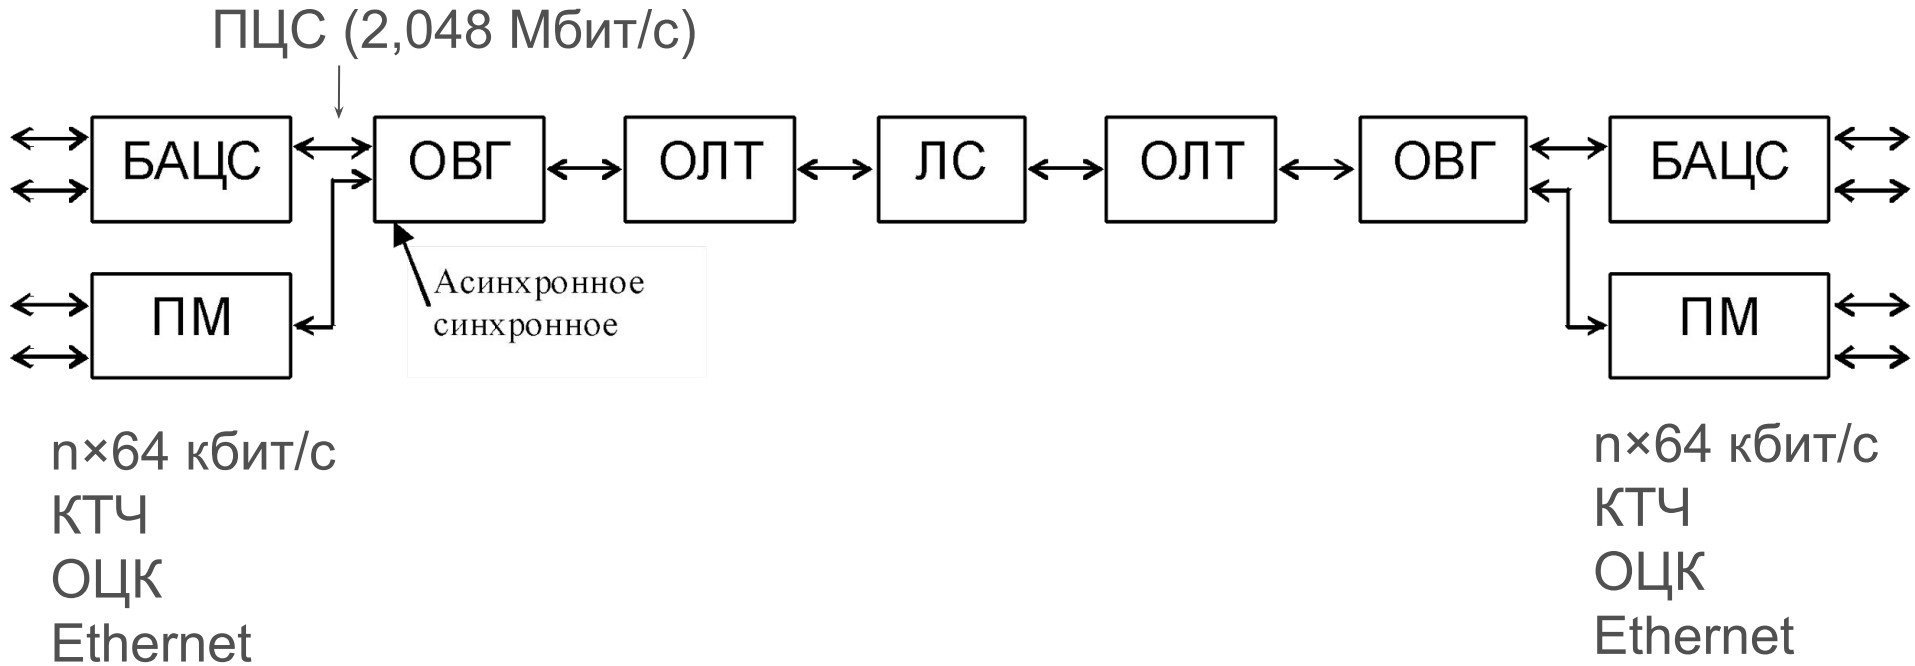 ПЦС (2,048 Мбит/с)
БАЦС
ОВГ
ОЛТ
ЛС
ОЛТ
ОВГ
БАЦС
Асинхронное
синхронное
ПМ
ПМ
n×64 кбит/с
КТЧ
ОЦК
Ethernet
n×64 кбит/с
КТЧ
ОЦК
Ethernet